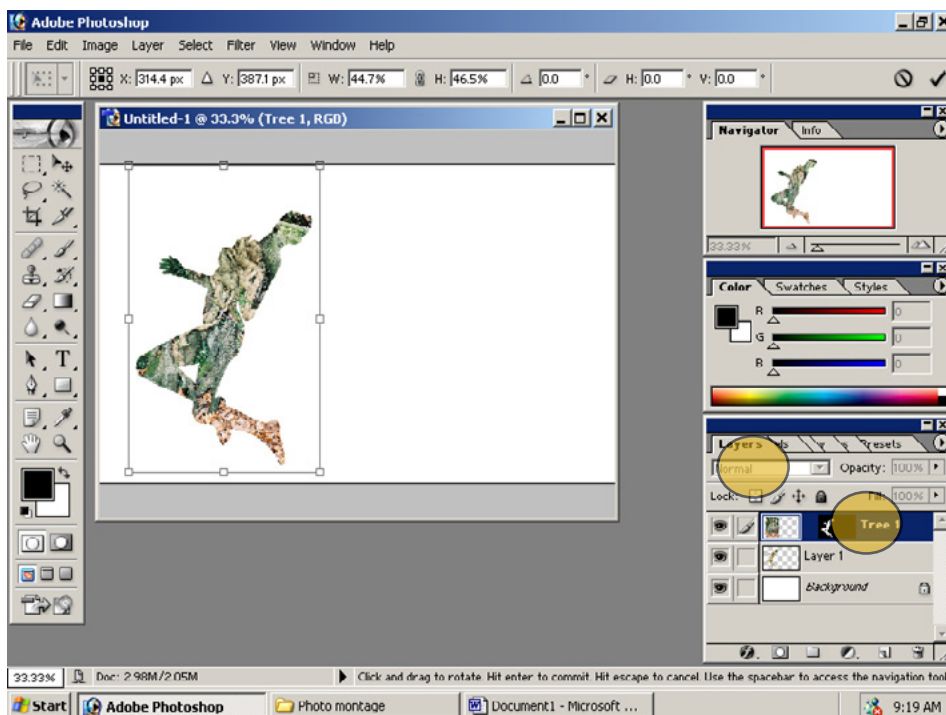 Adobe Photoshop
File Edit Image Layer Select Filter View Window Help
X: 314.4 px Y: 387.1 px W: 44.7% H: 46.5% 0.0 ° H: 0.0 ° V: 0.0 °
Untitled-1 @ 33.3% (Tree 1, RGB)
Navigator Info
33.33%
Color Swatches Styles
R 0
G 0
B 0
Layers Presets
Normal Opacity: 100%
Lock: Fill: 100%
Tree 1
Layer 1
Background
33.33% Doc: 2.98M/2.05M Click and drag to rotate. Hit enter to commit. Hit escape to cancel. Use the spacebar to access the navigation tool
Start Adobe Photoshop Photo montage Document1 - Microsoft ... 9:19 AM